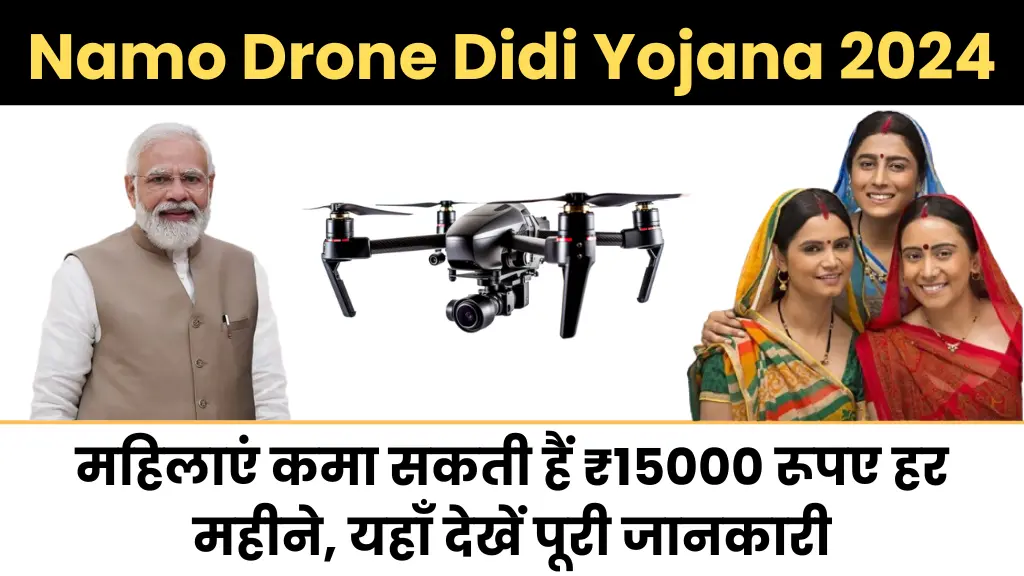 Namo Drone Didi Yojana 2024
महिलाएं कमा सकती हैं ₹15000 रूपए हर
महीने, यहाँ देखें पूरी जानकारी